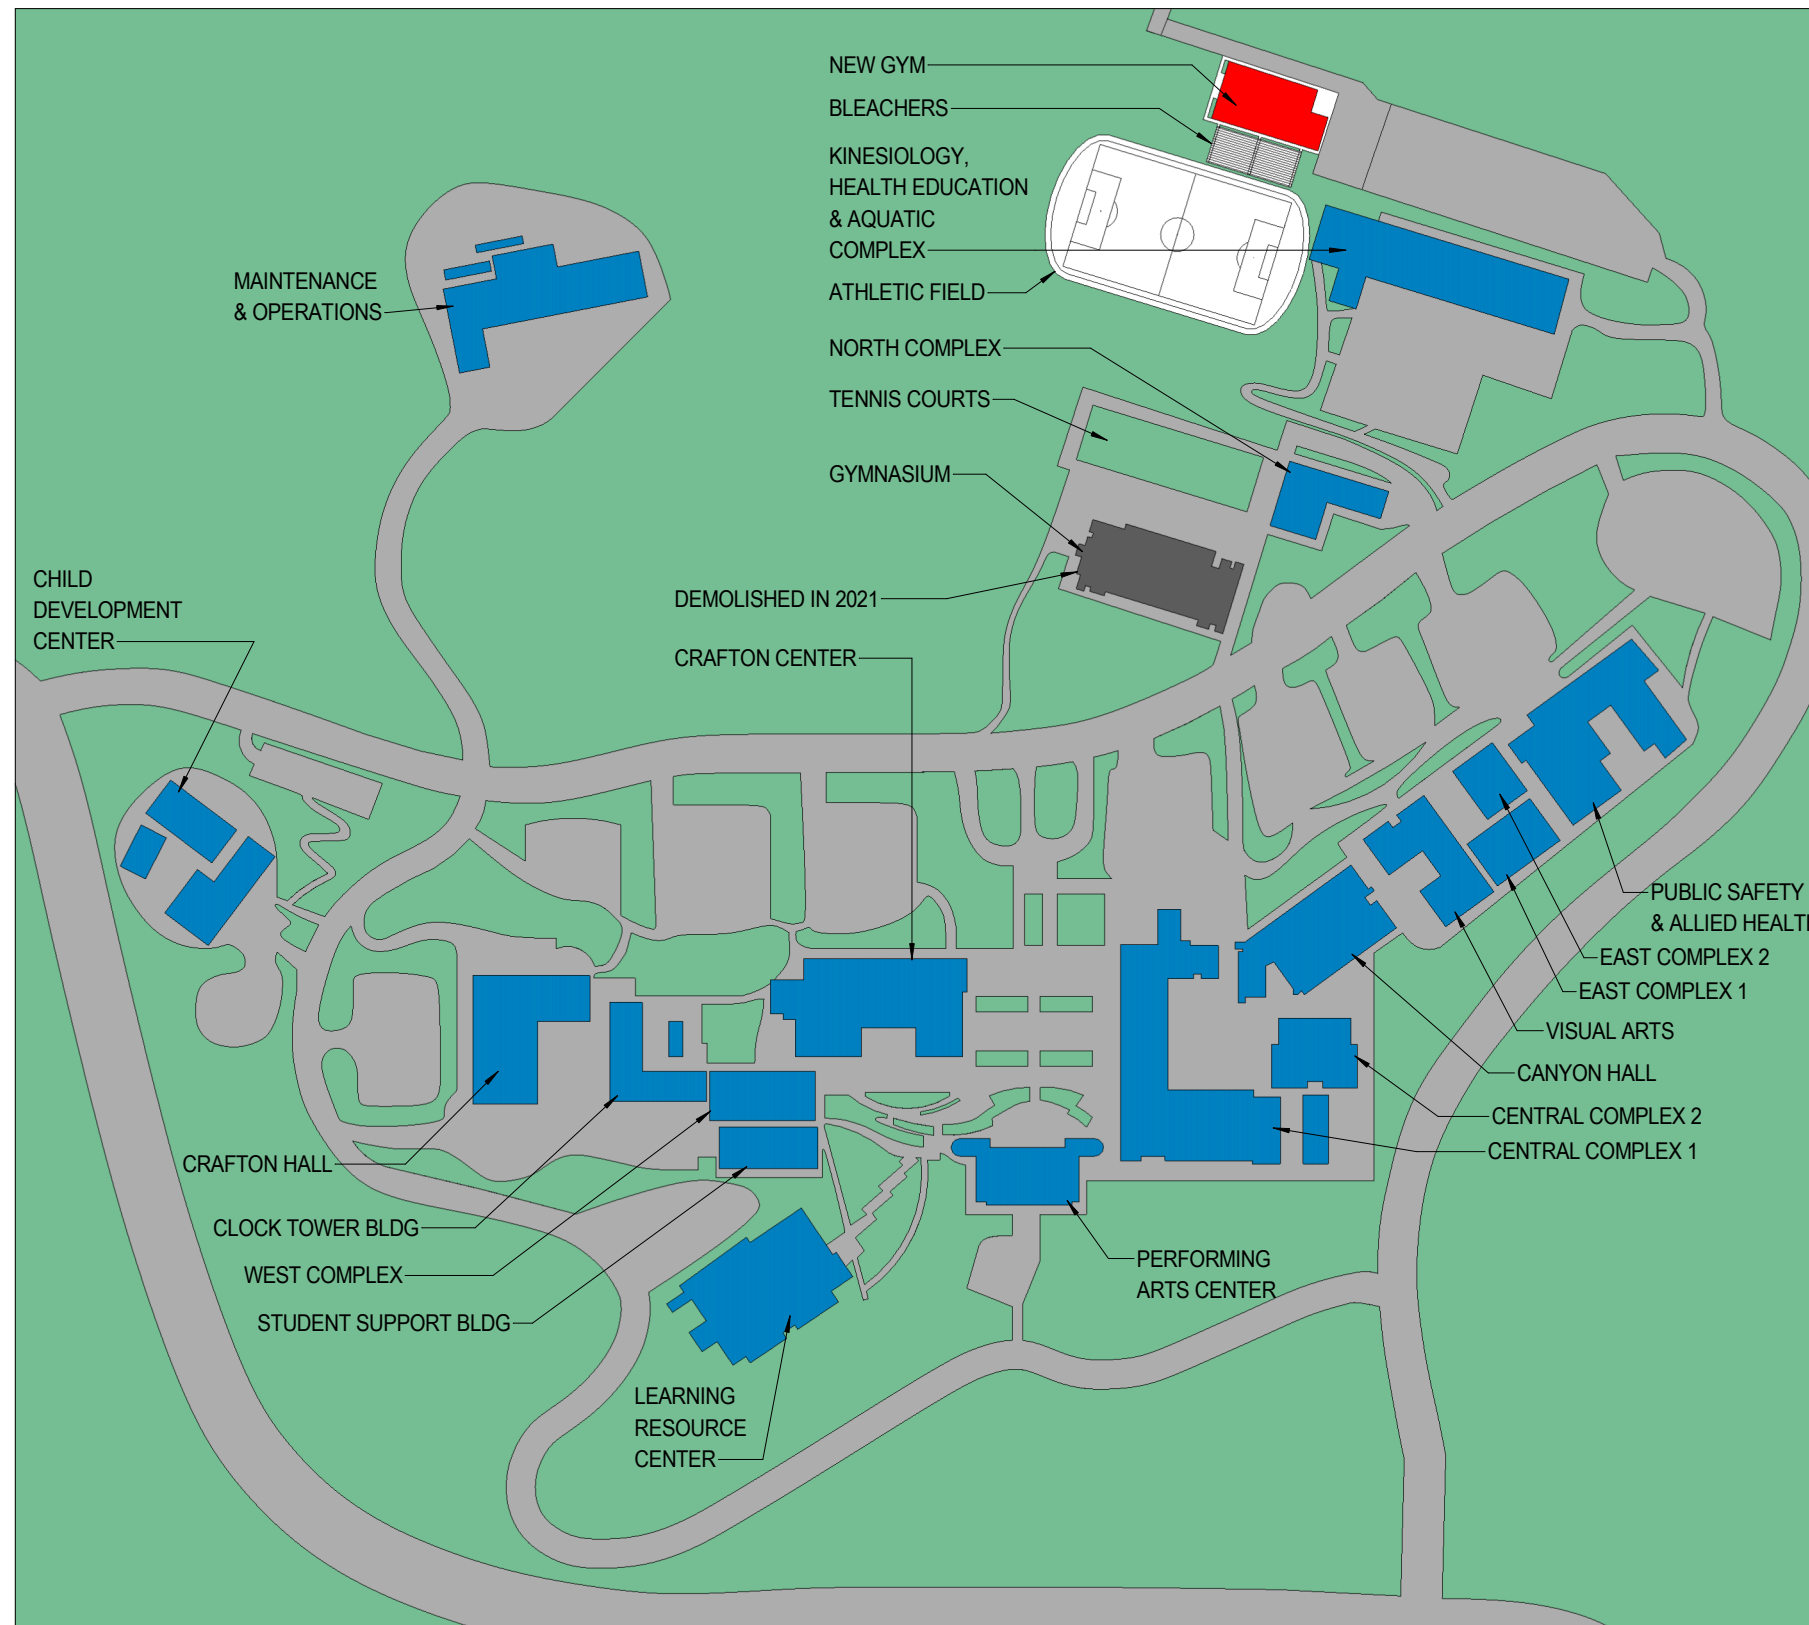 NEW GYM
BLEACHERS
KINESIOLOGY,
HEALTH EDUCATION
& AQUATIC
COMPLEX
ATHLETIC FIELD
MAINTENANCE
& OPERATIONS
NORTH COMPLEX
TENNIS COURTS
GYMNASIUM
DEMOLISHED IN 2021
CHILD
DEVELOPMENT
CENTER
CRAFTON CENTER
PUBLIC SAFETY
& ALLIED HEALTH
EAST COMPLEX 2
EAST COMPLEX 1
VISUAL ARTS
CANYON HALL
CENTRAL COMPLEX 2
CENTRAL COMPLEX 1
CRAFTON HALL
CLOCK TOWER BLDG
WEST COMPLEX
STUDENT SUPPORT BLDG
PERFORMING
ARTS CENTER
LEARNING
RESOURCE
CENTER